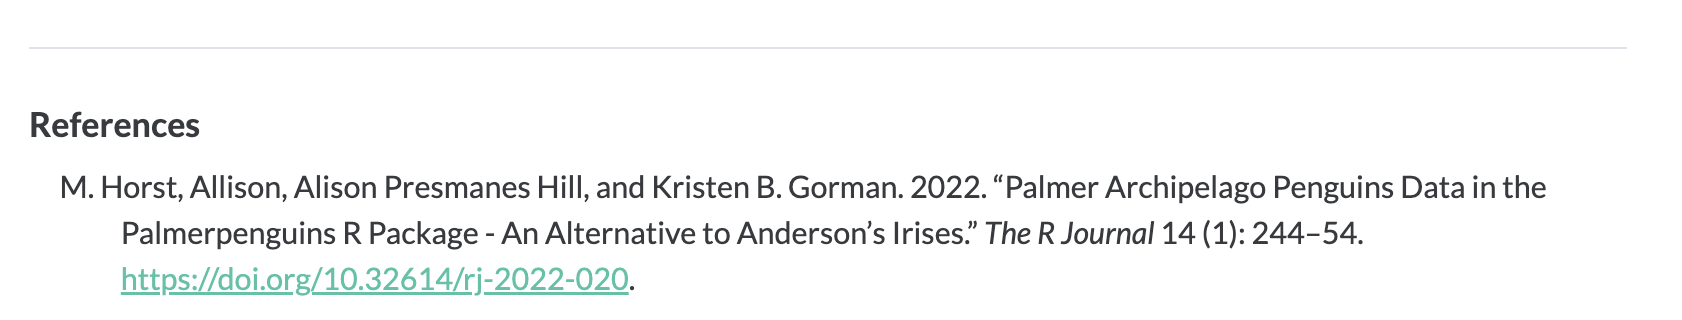 References
M. Horst, Allison, Alison Presmanes Hill, and Kristen B. Gorman. 2022. “Palmer Archipelago Penguins Data in the
Palmerpenguins R Package - An Alternative to Anderson’s Irises.” The R Journal 14 (1): 244–54.
https://doi.org/10.32614/rj-2022-020.